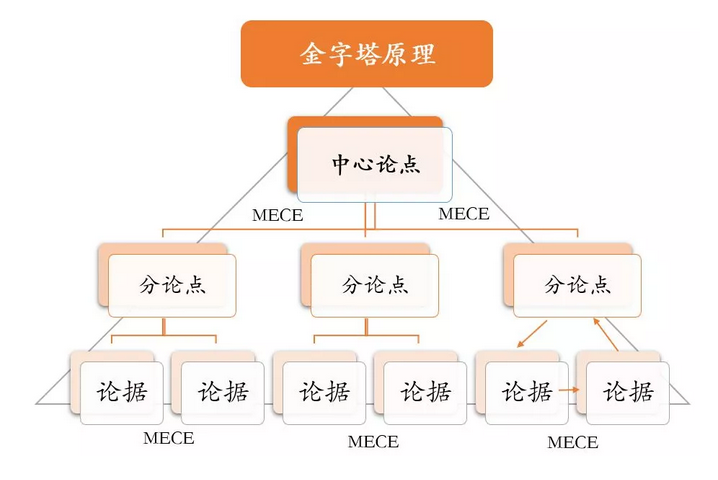 金字塔原理
中心论点
MECE MECE
分论点 分论点 分论点
论据 论据 论据 论据 论据 论据
MECE MECE MECE